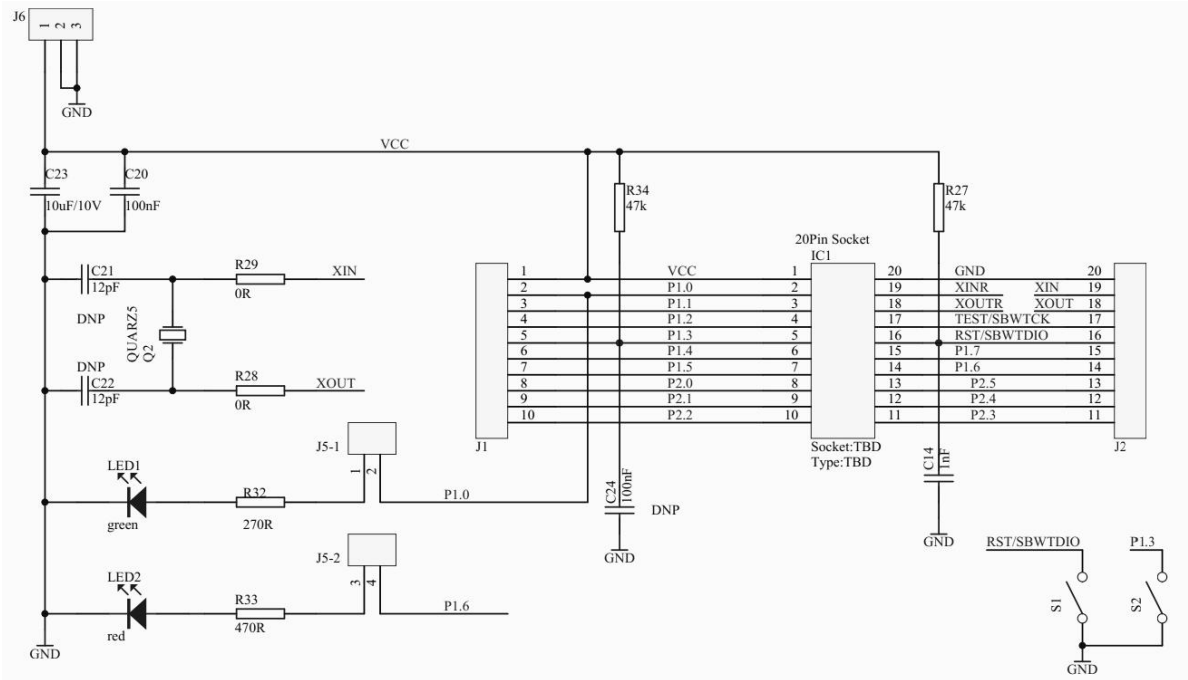 J6
1 2 3
GND
VCC
C23 C20
10uF/10V 100nF
R34
47k
R27
47k
20Pin Socket
IC1
C21 R29 XIN
12pF 0R
DNP
QUARZ5
Q2
DNP
C22 R28 XOUT
12pF 0R
1 VCC 1 20 GND 20
2 P1.0 2 19 XINR XIN 19
3 P1.1 3 18 XOUTR XOUT 18
4 P1.2 4 17 TEST/SBWTCK 17
5 P1.3 5 16 RST/SBWTDIO 16
6 P1.4 6 15 P1.7 15
7 P1.5 7 14 P1.6 14
8 P2.0 8 13 P2.5 13
9 P2.1 9 12 P2.4 12
10 P2.2 10 11 P2.3 11
J1 Socket:TBD J2
Type:TBD
J5-1
1 2
LED1 R32 P1.0
green 270R
C24
100nF
DNP
GND
C14
1nF
GND
J5-2
3 4
LED2 R33 P1.6
red 470R
GND
RST/SBWTDIO P1.3
S1 S2
GND